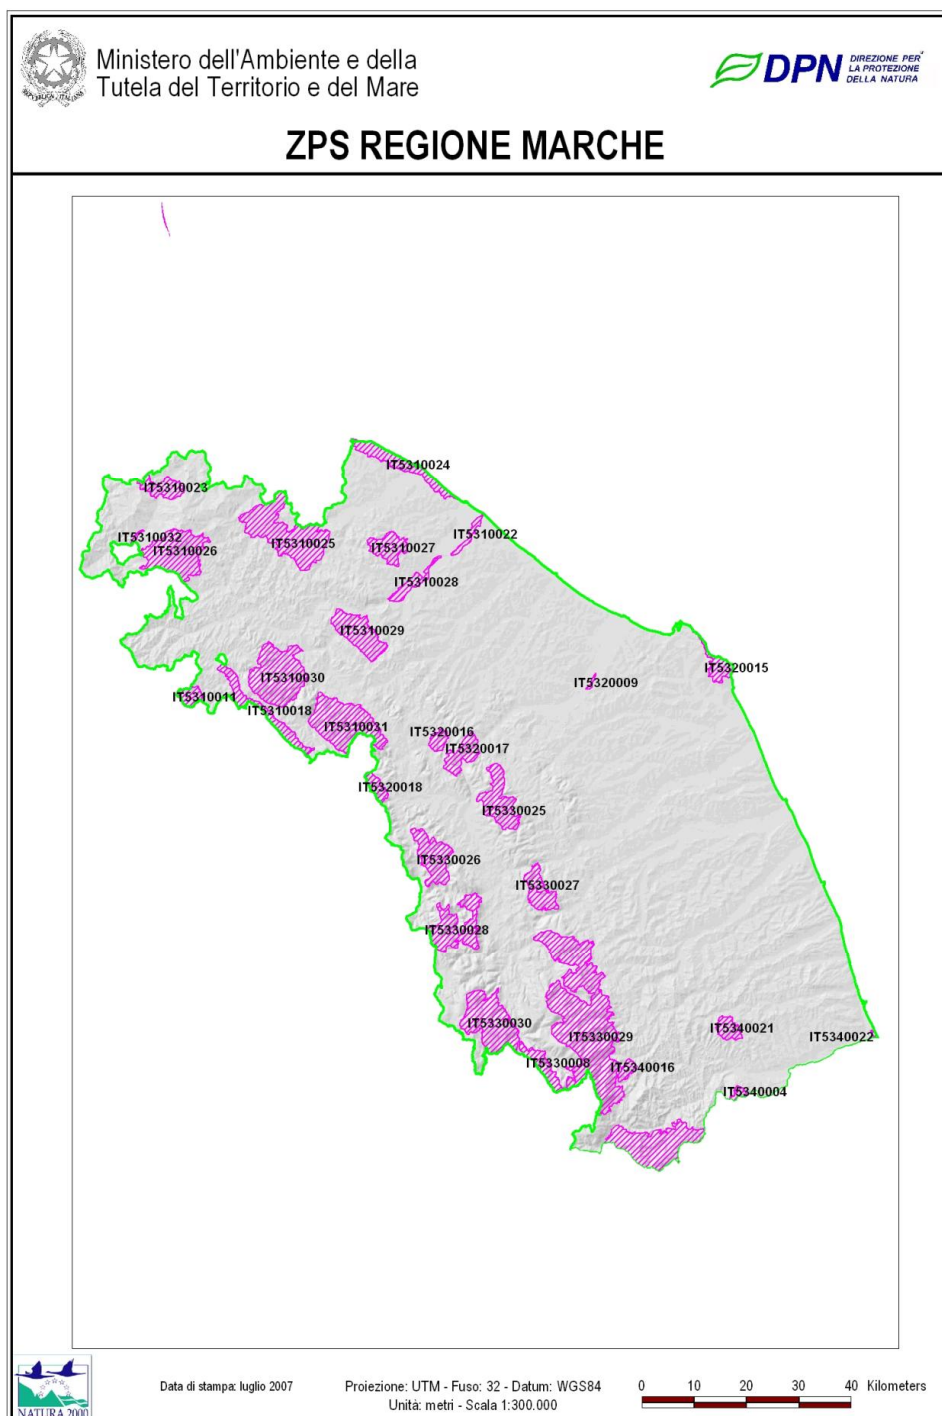 Ministero dell'Ambiente e della
Tutela del Territorio e del Mare
DPN
DIREZIONE PER
LA PROTEZIONE
DELLA NATURA
ZPS REGIONE MARCHE
IT5310024
IT5310023
IT5310022
IT5310032
IT5310025
IT5310027
IT5310026
IT5310028
IT5310029
IT5320015
IT5310030
IT5320009
IT5310011
IT5310018
IT5310031
IT5320016
IT5320017
IT5320018
IT5330025
IT5330026
IT5330027
IT5330028
IT5330030
IT5340021
IT5330029
IT5340022
IT5330008
IT5340016
IT5340004
NATURA 2000
Data di stampa: luglio 2007
Proiezione: UTM - Fuso: 32 - Datum: WGS84
Unità: metri - Scala 1:300.000
0 10 20 30 40 Kilometers